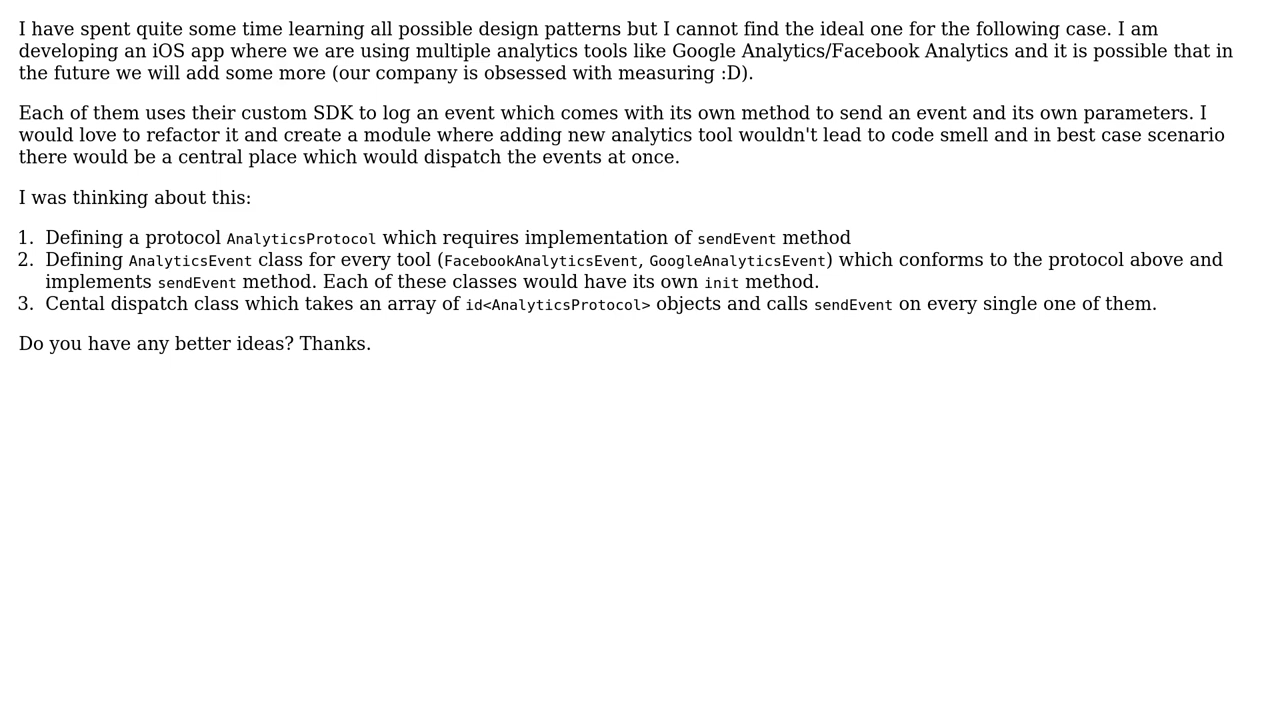 I have spent quite some time learning all possible design patterns but I cannot find the ideal one for the following case. I am
developing an iOS app where we are using multiple analytics tools like Google Analytics/Facebook Analytics and it is possible that in
the future we will add some more (our company is obsessed with measuring :D).
Each of them uses their custom SDK to log an event which comes with its own method to send an event and its own parameters. I
would love to refactor it and create a module where adding new analytics tool wouldn't lead to code smell and in best case scenario
there would be a central place which would dispatch the events at once.
I was thinking about this:
1. Defining a protocol AnalyticsProtocol which requires implementation of sendEvent method
2. Defining AnalyticsEvent class for every tool (FacebookAnalyticsEvent, GoogleAnalyticsEvent) which conforms to the protocol above and
implements sendEvent method. Each of these classes would have its own init method.
3. Cental dispatch class which takes an array of id<AnalyticsProtocol> objects and calls sendEvent on every single one of them.
Do you have any better ideas? Thanks.